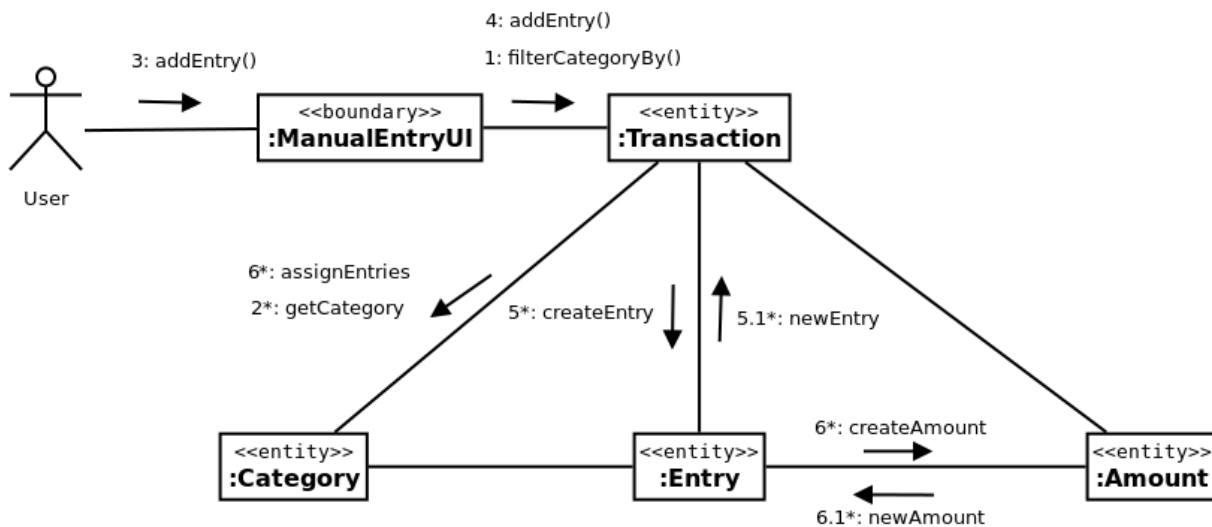 4: addEntry()
3: addEntry()
1: filterCategoryBy()
<<boundary>>
:ManualEntryUI
<<entity>>
:Transaction
User
6*: assignEntries
2*: getCategory
5*: createEntry
5.1*: newEntry
6*: createAmount
<<entity>>
:Category
<<entity>>
:Entry
<<entity>>
:Amount
6.1*: newAmount